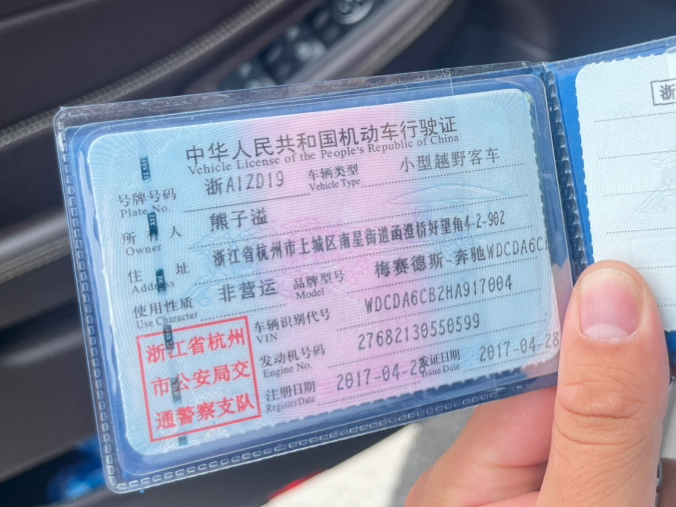 中华人民共和国机动车行驶证
Vehicle License of the People's Republic of China
号牌号码 浙A1ZD19 车辆类型 小型越野客车
Plate No. Vehicle Type
所有人 熊子溢
Owner
住址 浙江省杭州市上城区南星街道函澄桥好望角4-2-902
Address
使用性质 非营运 品牌型号 梅赛德斯-奔驰WDCDA6C
Use Character Model
车辆识别代号 WDCDA6CB2HA917004
VIN
发动机号码 27682130550599
Engine No.
注册日期 2017-04-28 发证日期 2017-04-28
Register Date Issue Date
浙江省杭州
市公安局交
通警察支队
浙